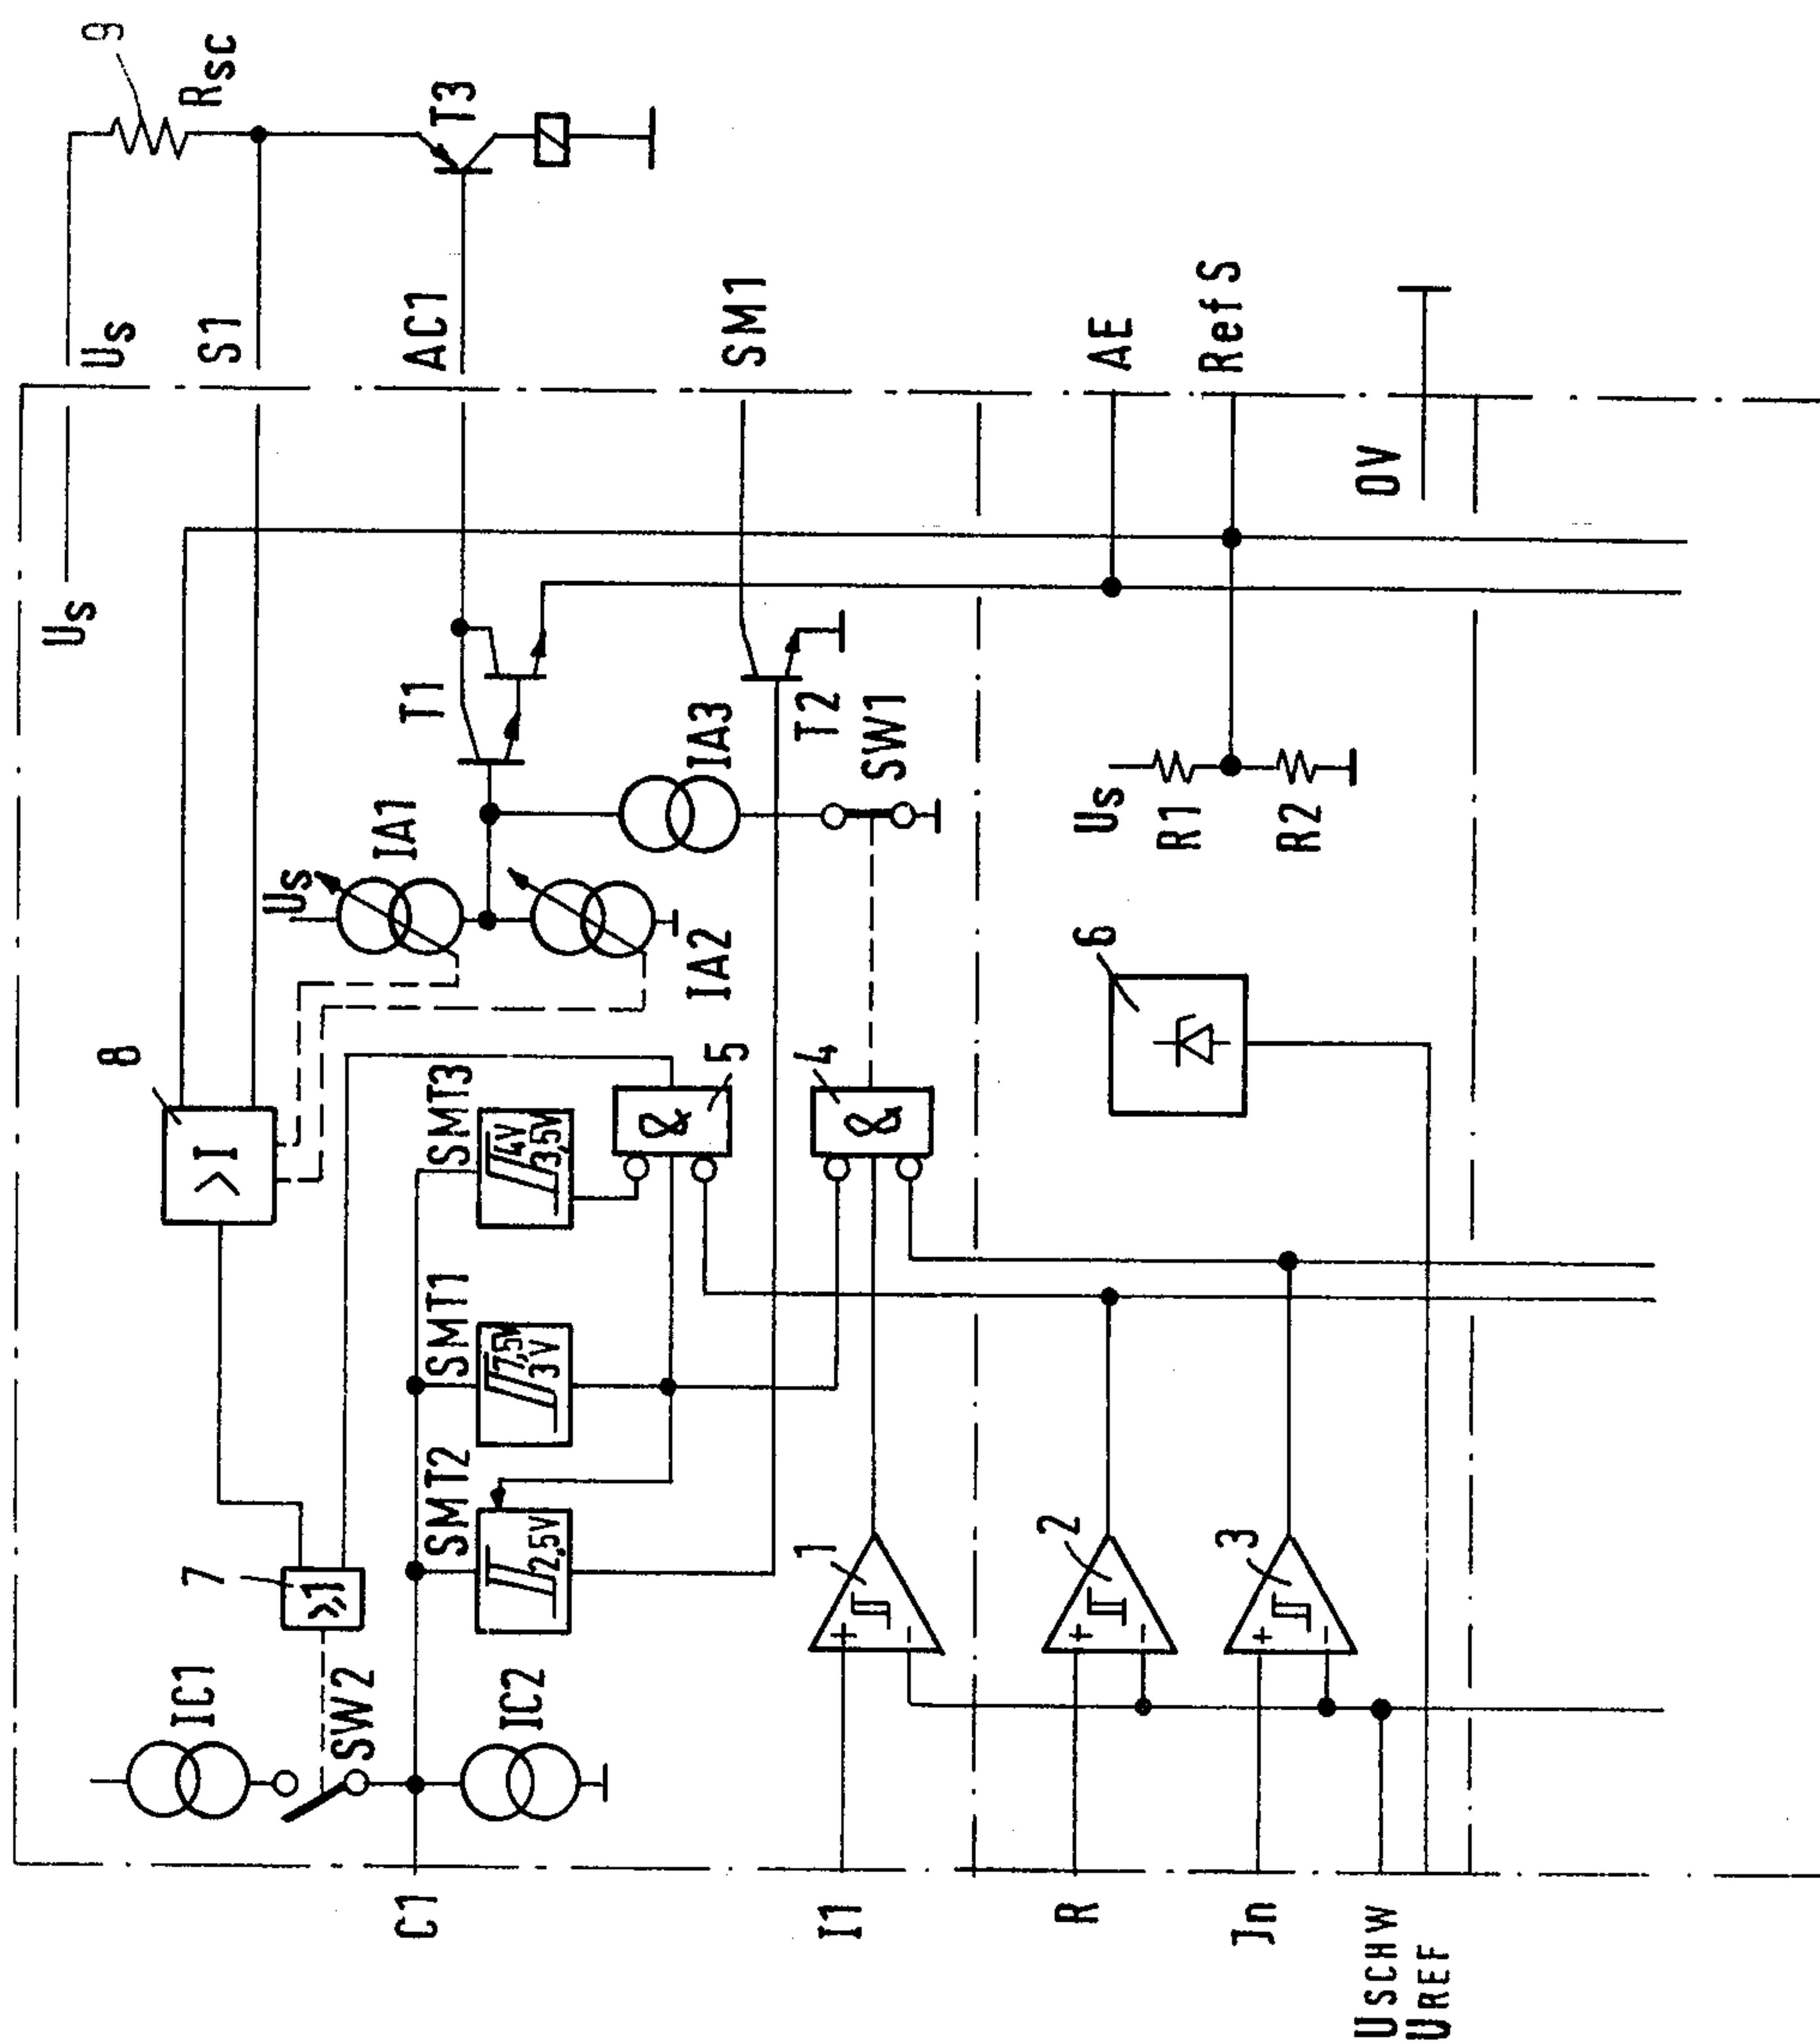 9
Rsc
Us
S1
AC1
T3
SM1
AE
Ref S
0V
Us
T1
T2
IA1
IA3
SW1
Us
IA2
Us
R1
R2
8
>I
SMT3
4V
3,5V
&
5
&
4
6
SMT1
7,5V
3V
SMT2
2,5V
7
≥1
1
+
-
2
+
-
3
+
-
IC1
SW2
IC2
C1
I1
R
Jn
USCHW
UREF